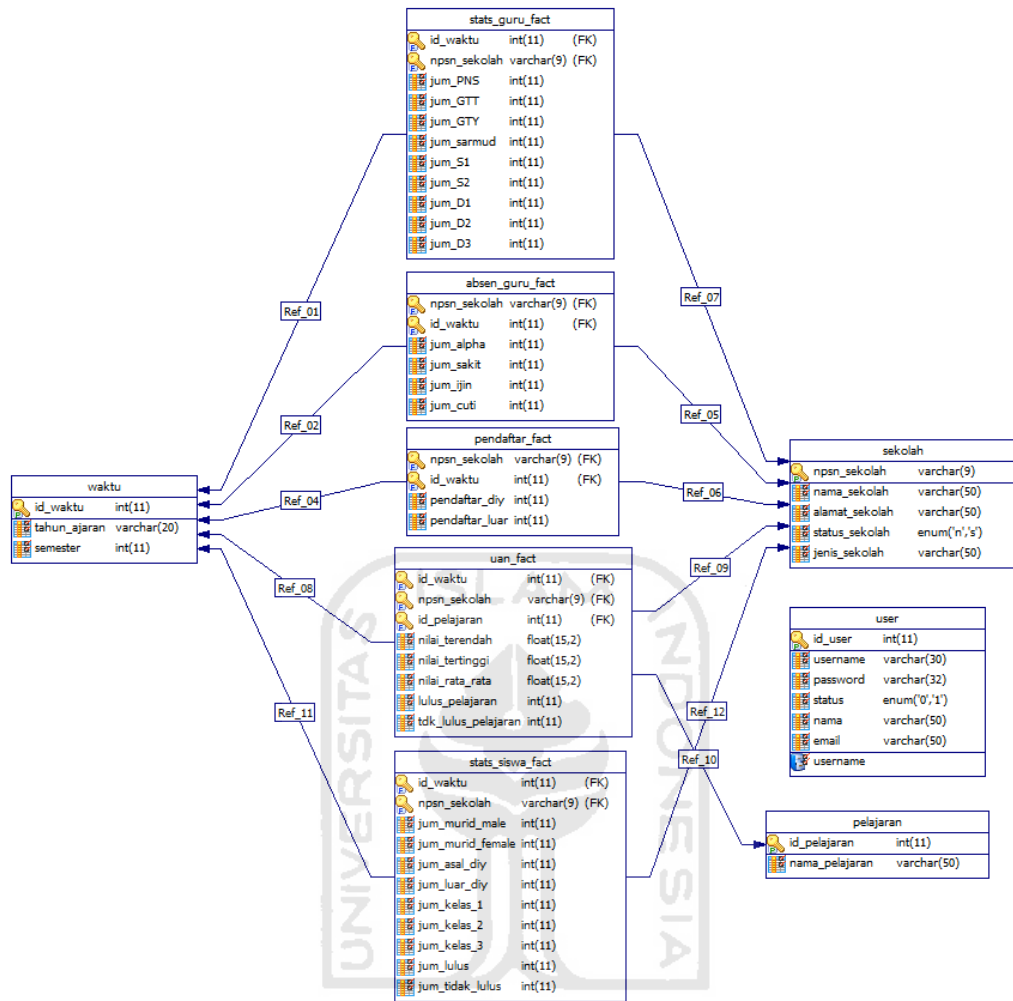 stats_guru_fact
id_waktu int(11) (FK)
npsn_sekolah varchar(9) (FK)
jum_PNS int(11)
jum_GTT int(11)
jum_GTY int(11)
jum_sarmud int(11)
jum_S1 int(11)
jum_S2 int(11)
jum_D1 int(11)
jum_D2 int(11)
jum_D3 int(11)
Ref_01
Ref_07
absen_guru_fact
npsn_sekolah varchar(9) (FK)
id_waktu int(11) (FK)
jum_alpha int(11)
jum_sakit int(11)
jum_ijin int(11)
jum_cuti int(11)
Ref_02
Ref_05
pendaftar_fact
npsn_sekolah varchar(9) (FK)
id_waktu int(11) (FK)
pendaftar_diy int(11)
pendaftar_luar int(11)
Ref_04
Ref_06
waktu
id_waktu int(11)
tahun_ajaran varchar(20)
semester int(11)
sekolah
npsn_sekolah varchar(9)
nama_sekolah varchar(50)
alamat_sekolah varchar(50)
status_sekolah enum('n','s')
jenis_sekolah varchar(50)
uan_fact
id_waktu int(11) (FK)
npsn_sekolah varchar(9) (FK)
id_pelajaran int(11) (FK)
nilai_terendah float(15,2)
nilai_tertinggi float(15,2)
nilai_rata_rata float(15,2)
lulus_pelajaran int(11)
tdk_lulus_pelajaran int(11)
Ref_08
Ref_09
Ref_11
Ref_12
Ref_10
user
id_user int(11)
username varchar(30)
password varchar(32)
status enum('0','1')
nama varchar(50)
email varchar(50)
username
stats_siswa_fact
id_waktu int(11) (FK)
npsn_sekolah varchar(9) (FK)
jum_murid_male int(11)
jum_murid_female int(11)
jum_asal_diy int(11)
jum_luar_diy int(11)
jum_kelas_1 int(11)
jum_kelas_2 int(11)
jum_kelas_3 int(11)
jum_lulus int(11)
jum_tidak_lulus int(11)
pelajaran
id_pelajaran int(11)
nama_pelajaran varchar(50)
UNIVERSITAS
ISLAM
INDONESIA